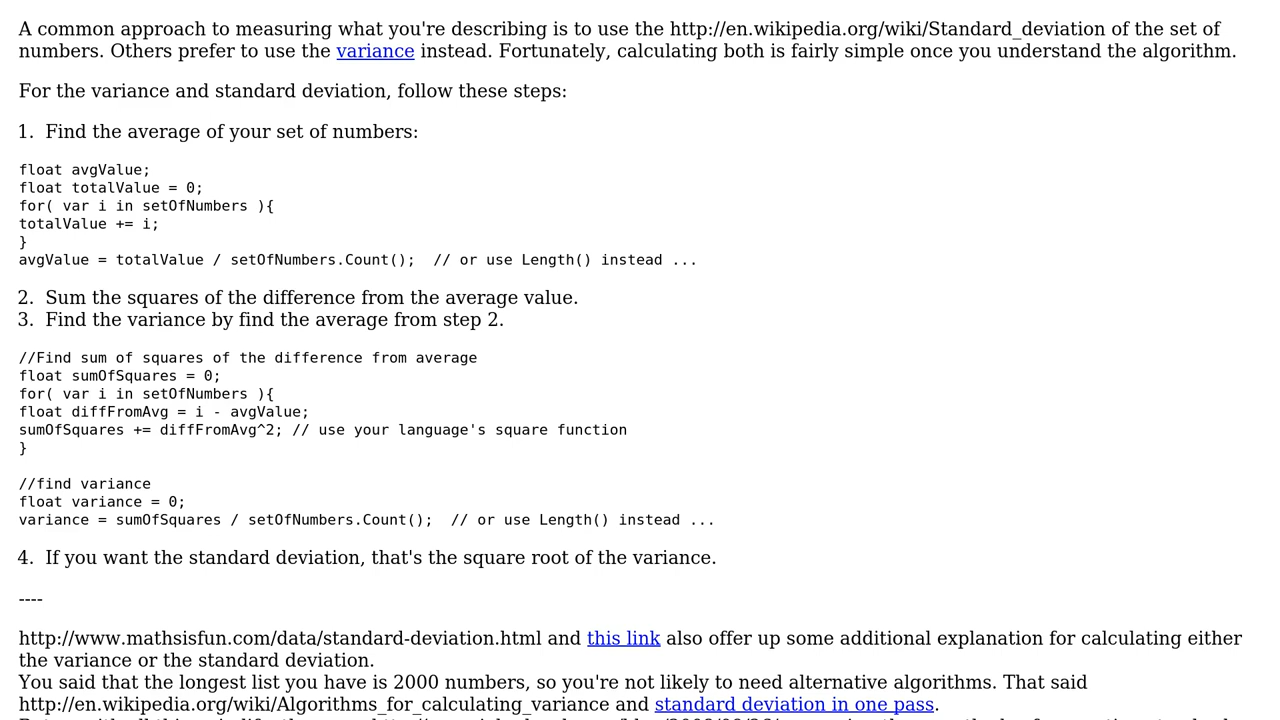 A common approach to measuring what you're describing is to use the http://en.wikipedia.org/wiki/Standard_deviation of the set of
numbers. Others prefer to use the variance instead. Fortunately, calculating both is fairly simple once you understand the algorithm.
For the variance and standard deviation, follow these steps:
1. Find the average of your set of numbers:
float avgValue;
float totalValue = 0;
for( var i in setOfNumbers ){
totalValue += i;
}
avgValue = totalValue / setOfNumbers.Count();  // or use Length() instead ...
2. Sum the squares of the difference from the average value.
3. Find the variance by find the average from step 2.
//Find sum of squares of the difference from average
float sumOfSquares = 0;
for( var i in setOfNumbers ){
float diffFromAvg = i - avgValue;
sumOfSquares += diffFromAvg^2; // use your language's square function
}
//find variance
float variance = 0;
variance = sumOfSquares / setOfNumbers.Count();  // or use Length() instead ...
4. If you want the standard deviation, that's the square root of the variance.
----
http://www.mathsisfun.com/data/standard-deviation.html and this link also offer up some additional explanation for calculating either
the variance or the standard deviation.
You said that the longest list you have is 2000 numbers, so you're not likely to need alternative algorithms. That said
http://en.wikipedia.org/wiki/Algorithms_for_calculating_variance and standard deviation in one pass.